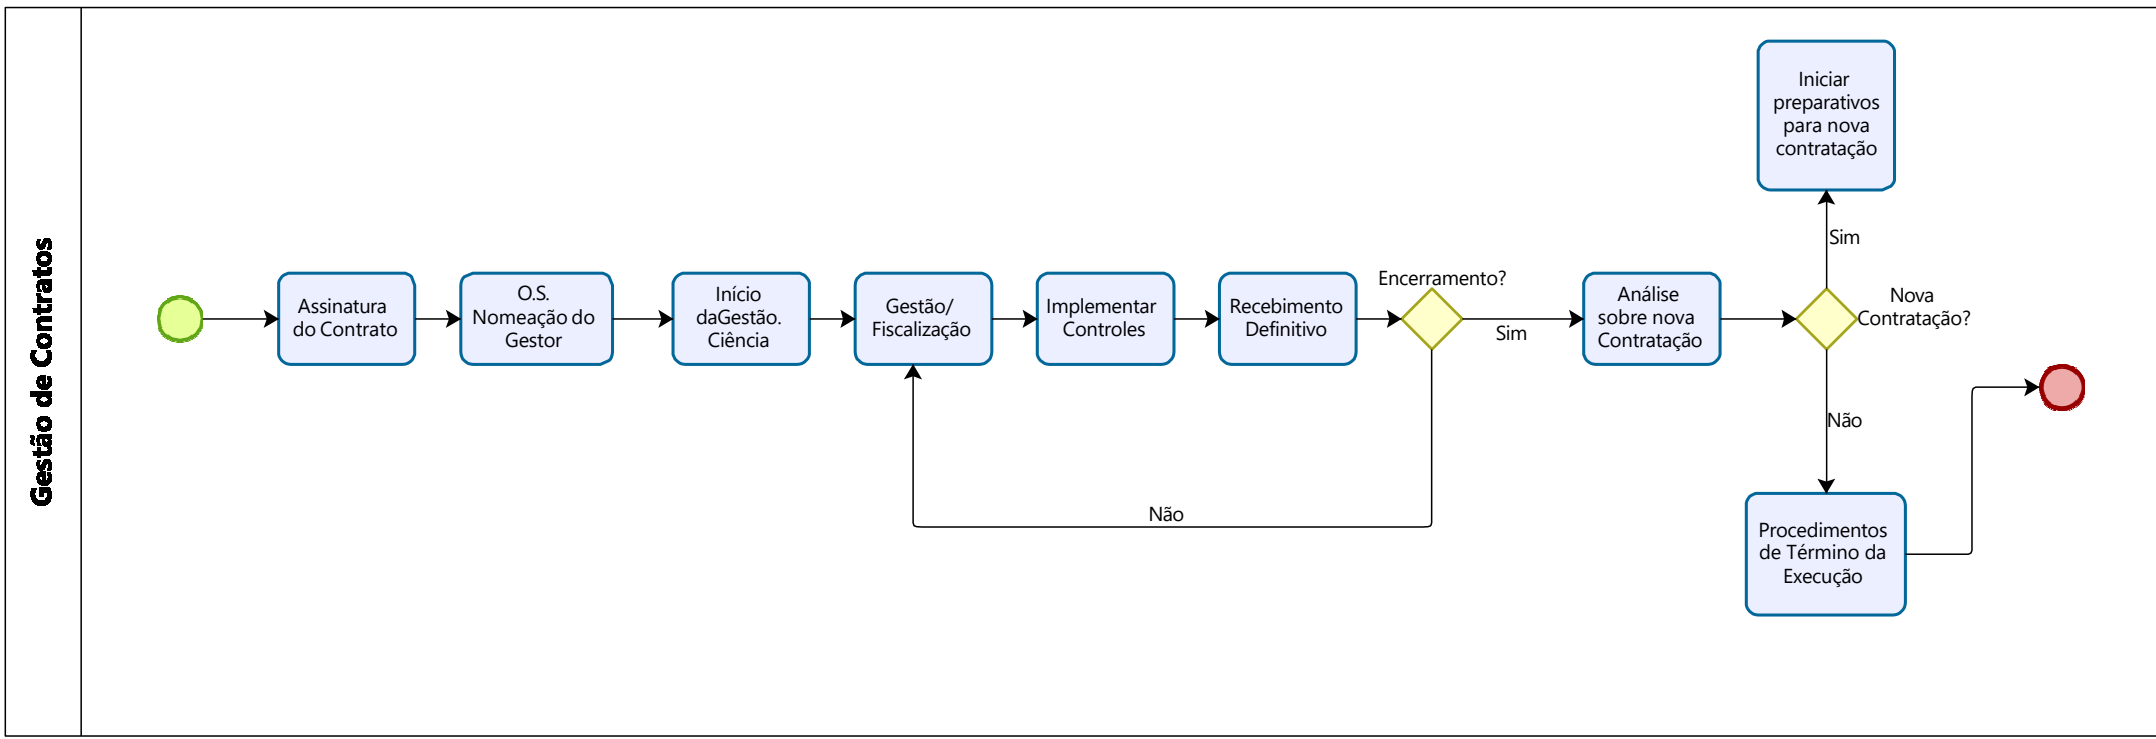 Gestão de Contratos
Assinatura
do Contrato
O.S.
Nomeação do
Gestor
Início
daGestão.
Ciência
Gestão/
Fiscalização
Implementar
Controles
Recebimento
Definitivo
Encerramento?
Sim
Não
Análise
sobre nova
Contratação
Nova
Contratação?
Sim
Iniciar
preparativos
para nova
contratação
Não
Procedimentos
de Término da
Execução